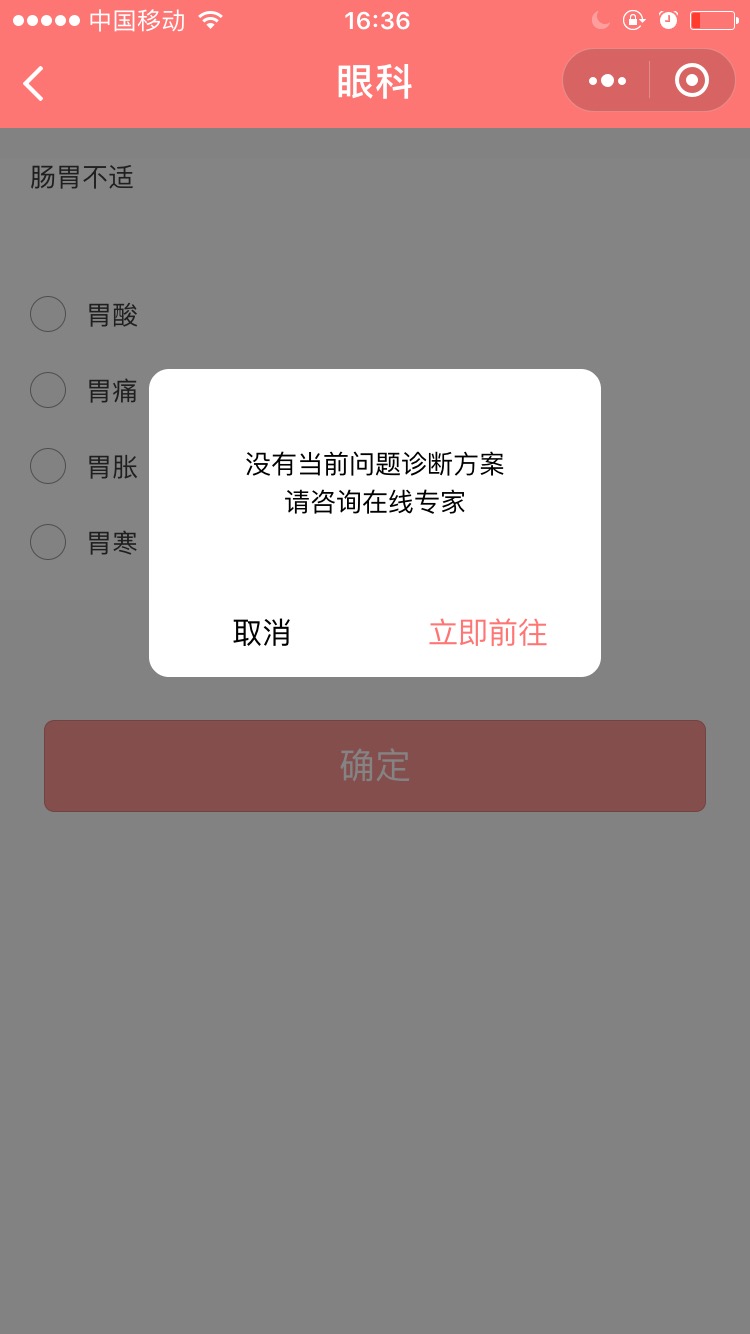 中国移动
16:36
眼科
肠胃不适
胃酸
胃痛
胃胀
胃寒
没有当前问题诊断方案
请咨询在线专家
取消
立即前往
确定